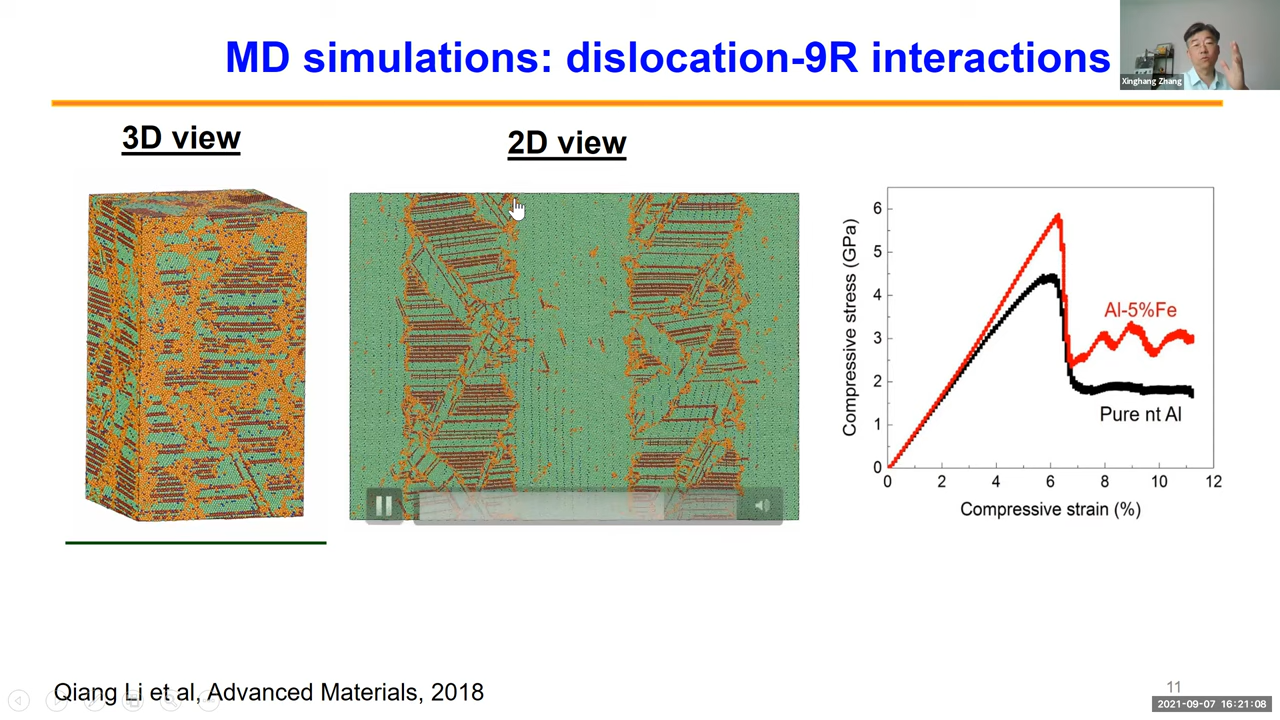 MD simulations: dislocation-9R interactions
Xinghang Zhang
3D view
2D view
Compressive stress (GPa)
6
5
4
3
2
1
0
Al-5%Fe
Pure nt Al
0 2 4 6 8 10 12
Compressive strain (%)
Qiang Li et al, Advanced Materials, 2018
11
2021-09-07 16:21:08